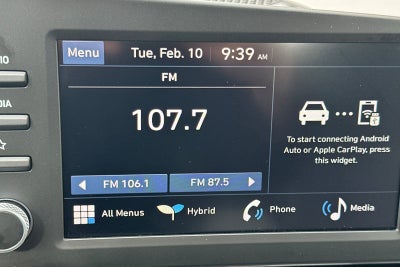 Menu Tue, Feb. 10 9:39 AM
FM
107.7
To start connecting Android
Auto or Apple CarPlay, press
this widget.
FM 106.1 FM 87.5
All Menus Hybrid Phone Media